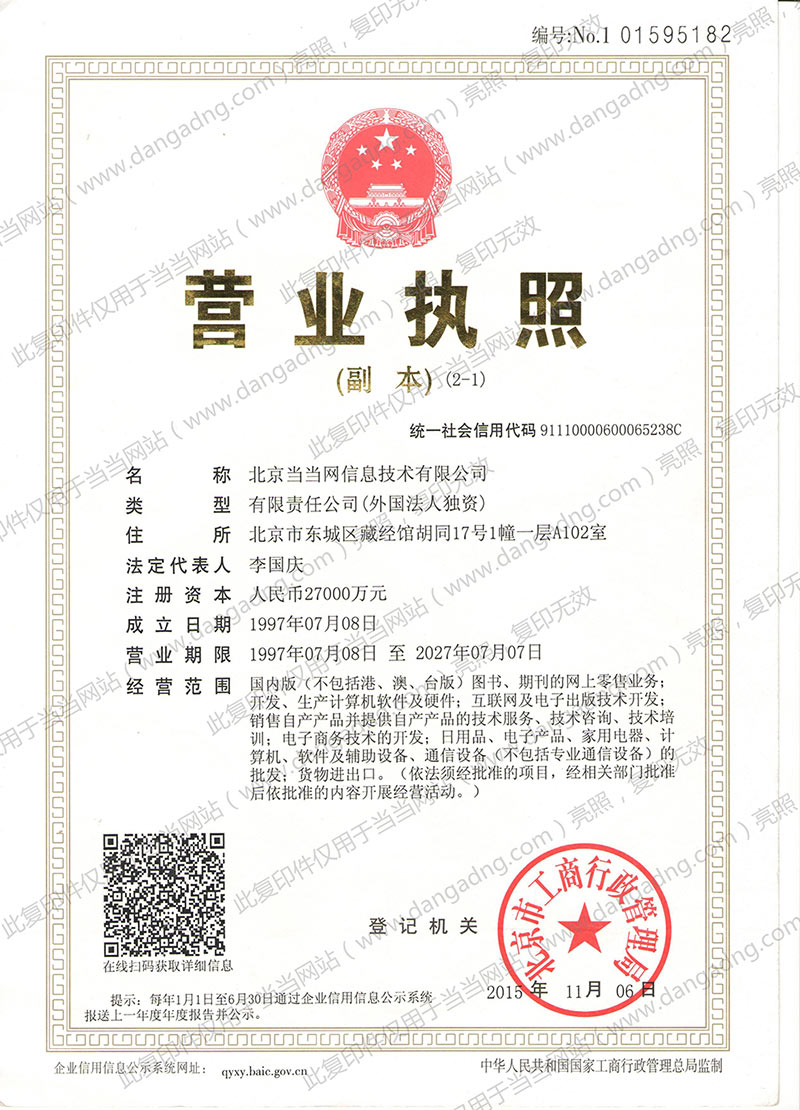 编号:No.1 01595182
营业执照
(副 本) (2-1)
统一社会信用代码 91110000600065238C
名 称 北京当当网信息技术有限公司
类 型 有限责任公司(外国法人独资)
住 所 北京市东城区藏经馆胡同17号1幢一层A102室
法定代表人 李国庆
注册资本 人民币27000万元
成立日期 1997年07月08日
营业期限 1997年07月08日 至 2027年07月07日
经营范围 国内版（不包括港、澳、台版）图书、期刊的网上零售业务；
开发、生产计算机软件及硬件；互联网及电子出版技术开发；
销售自产产品并提供自产产品的技术服务、技术咨询、技术培
训；电子商务技术的开发；日用品、电子产品、家用电器、计
算机、软件及辅助设备、通信设备（不包括专业通信设备）的
批发；货物进出口。（依法须经批准的项目，经相关部门批准
后依批准的内容开展经营活动。）
在线扫码获取详细信息
登记机关
北京市工商行政管理局
2015 年 11 月 06 日
提示：每年1月1日至6月30日通过企业信用信息公示系统
报送上一年度年度报告并公示。
企业信用信息公示系统网址： qyxy.baic.gov.cn
中华人民共和国国家工商行政管理总局监制
此复印件仅用于当当网站（www.dangadng.com）亮照，复印无效